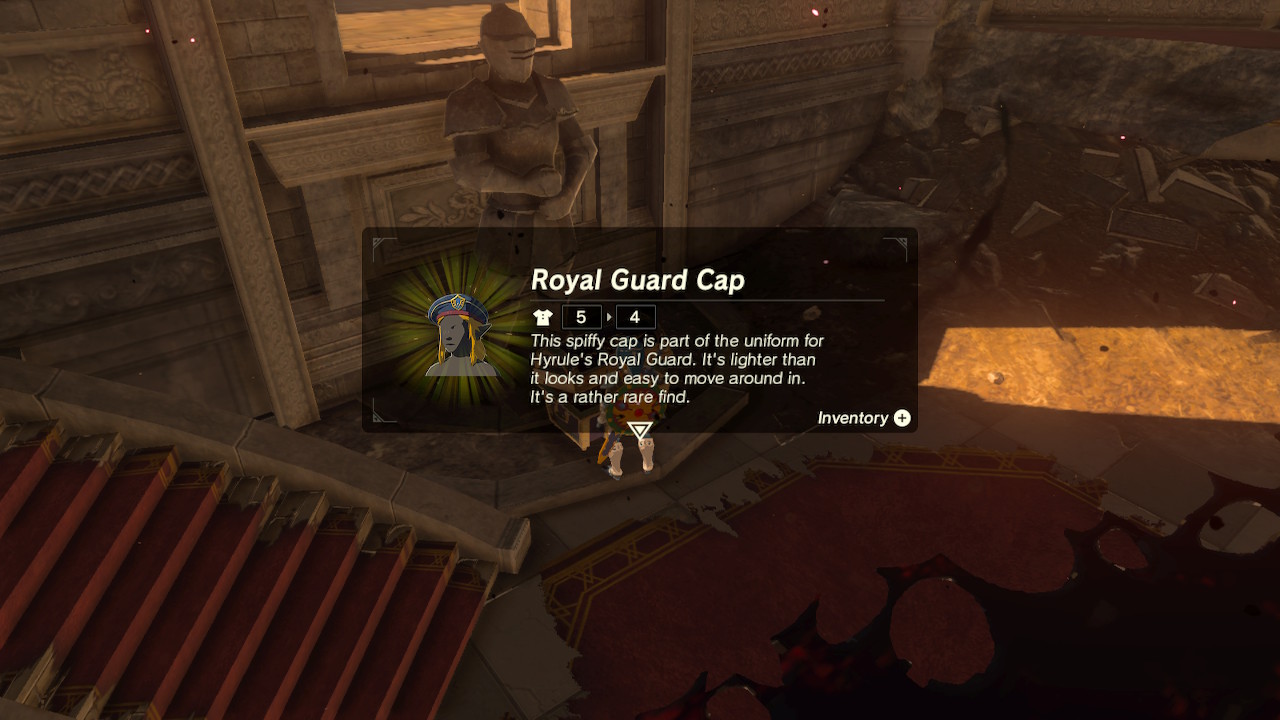 Royal Guard Cap
5 4
This spiffy cap is part of the uniform for
Hyrule's Royal Guard. It's lighter than
it looks and easy to move around in.
It's a rather rare find.
Inventory +